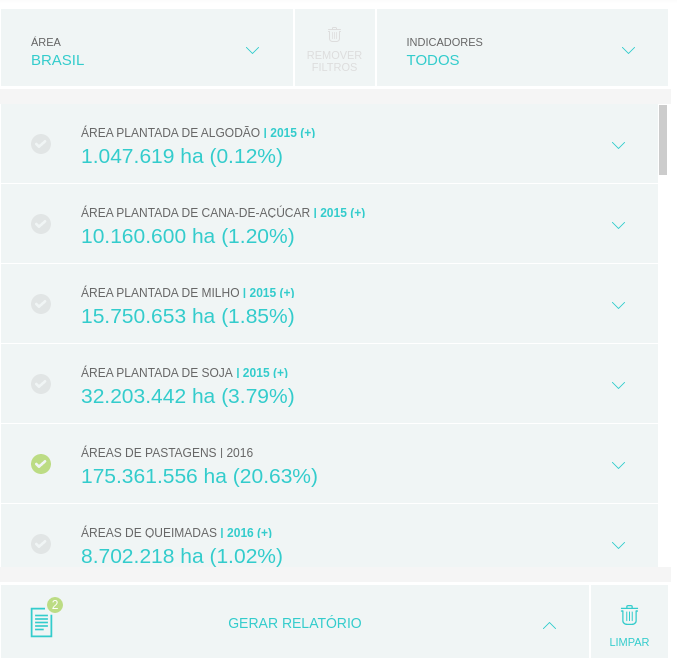 ÁREA
BRASIL
REMOVER
FILTROS
INDICADORES
TODOS
ÁREA PLANTADA DE ALGODÃO | 2015 (+)
1.047.619 ha (0.12%)
ÁREA PLANTADA DE CANA-DE-AÇÚCAR | 2015 (+)
10.160.600 ha (1.20%)
ÁREA PLANTADA DE MILHO | 2015 (+)
15.750.653 ha (1.85%)
ÁREA PLANTADA DE SOJA | 2015 (+)
32.203.442 ha (3.79%)
ÁREAS DE PASTAGENS | 2016
175.361.556 ha (20.63%)
ÁREAS DE QUEIMADAS | 2016 (+)
8.702.218 ha (1.02%)
2
GERAR RELATÓRIO
LIMPAR